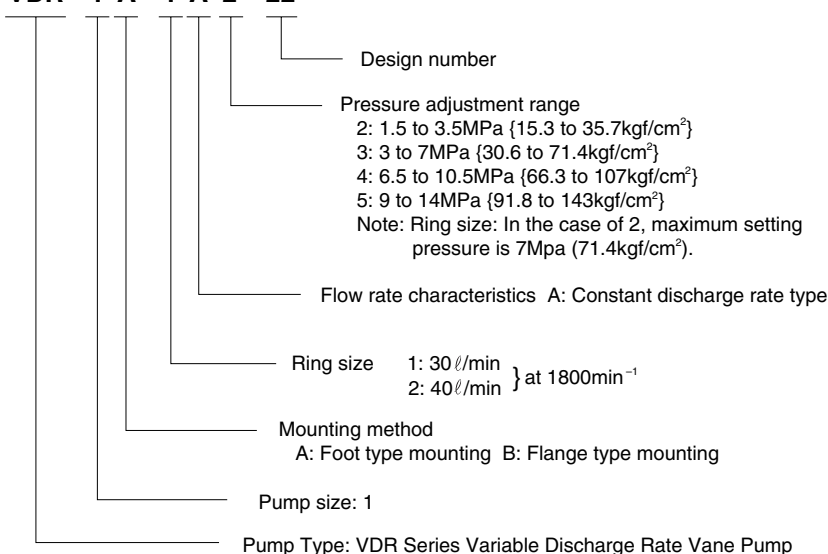 Design number
Pressure adjustment range
2: 1.5 to 3.5MPa {15.3 to 35.7kgf/cm²}
3: 3 to 7MPa {30.6 to 71.4kgf/cm²}
4: 6.5 to 10.5MPa {66.3 to 107kgf/cm²}
5: 9 to 14MPa {91.8 to 143kgf/cm²}
Note: Ring size: In the case of 2, maximum setting
pressure is 7Mpa (71.4kgf/cm²).
Flow rate characteristics A: Constant discharge rate type
Ring size 1: 30ℓ/min
2: 40ℓ/min } at 1800min⁻¹
Mounting method
A: Foot type mounting B: Flange type mounting
Pump size: 1
Pump Type: VDR Series Variable Discharge Rate Vane Pump